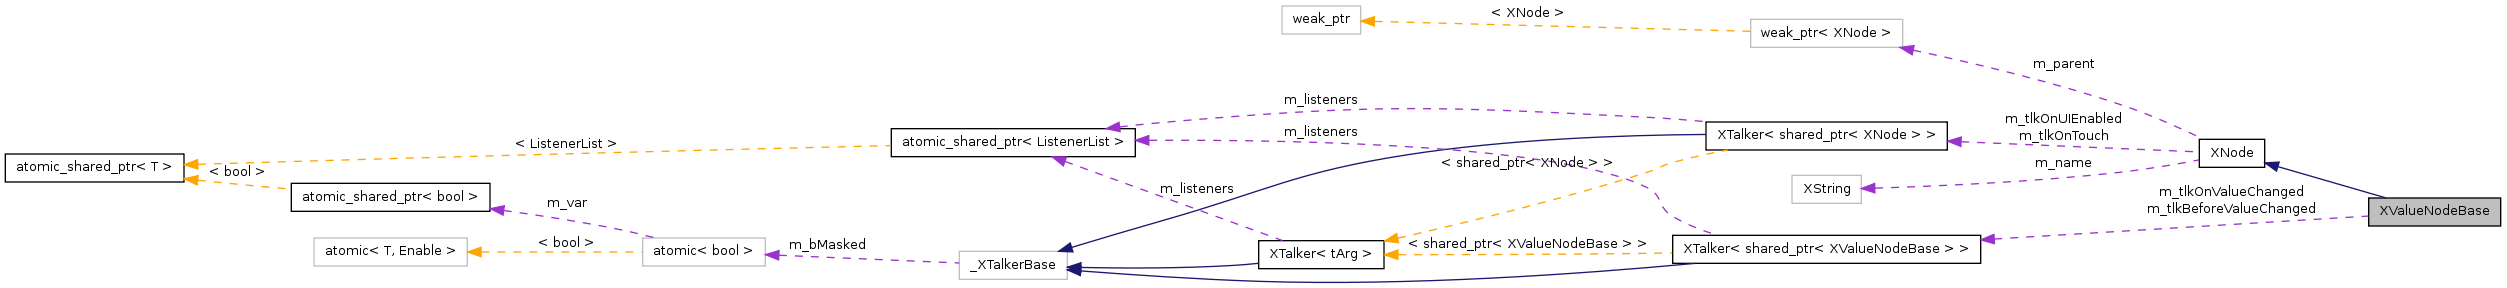 weak_ptr
< XNode >
weak_ptr< XNode >
m_parent
m_listeners
m_tlkOnUIEnabled
m_tlkOnTouch
XTalker< shared_ptr< XNode > >
m_listeners
atomic_shared_ptr< ListenerList >
< ListenerList >
XNode
atomic_shared_ptr< T >
< shared_ptr< XNode > >
m_name
< bool >
XString
m_listeners
m_tlkOnValueChanged
m_tlkBeforeValueChanged
XValueNodeBase
atomic_shared_ptr< bool >
m_var
atomic< T, Enable >
< bool >
atomic< bool >
m_bMasked
_XTalkerBase
XTalker< tArg >
< shared_ptr< XValueNodeBase > >
XTalker< shared_ptr< XValueNodeBase > >